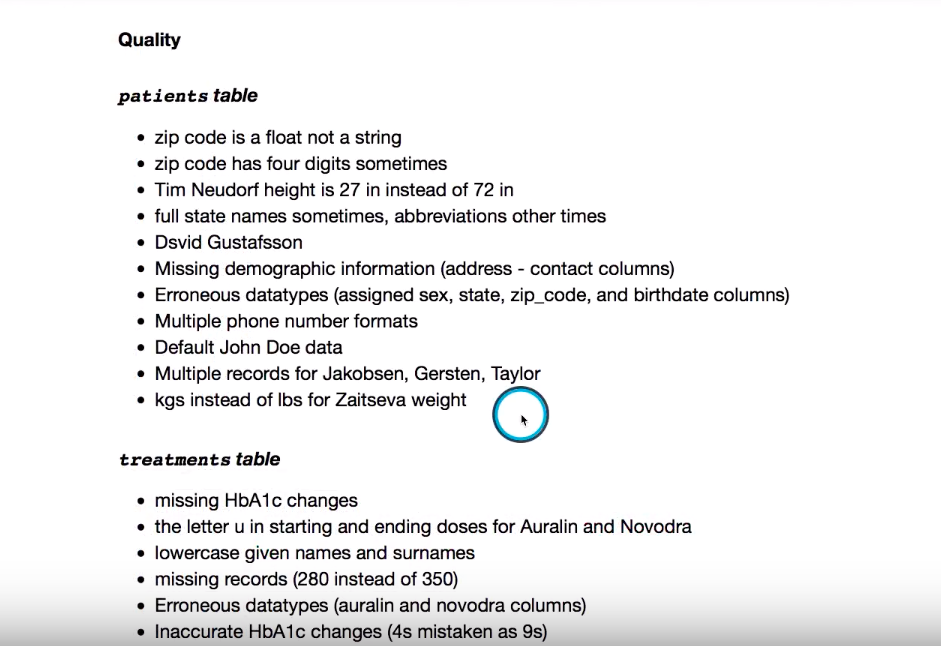 Quality
patients table
• zip code is a float not a string
• zip code has four digits sometimes
• Tim Neudorf height is 27 in instead of 72 in
• full state names sometimes, abbreviations other times
• Dsvid Gustafsson
• Missing demographic information (address - contact columns)
• Erroneous datatypes (assigned sex, state, zip_code, and birthdate columns)
• Multiple phone number formats
• Default John Doe data
• Multiple records for Jakobsen, Gersten, Taylor
• kgs instead of lbs for Zaitseva weight
treatments table
• missing HbA1c changes
• the letter u in starting and ending doses for Auralin and Novodra
• lowercase given names and surnames
• missing records (280 instead of 350)
• Erroneous datatypes (auralin and novodra columns)
• Inaccurate HbA1c changes (4s mistaken as 9s)